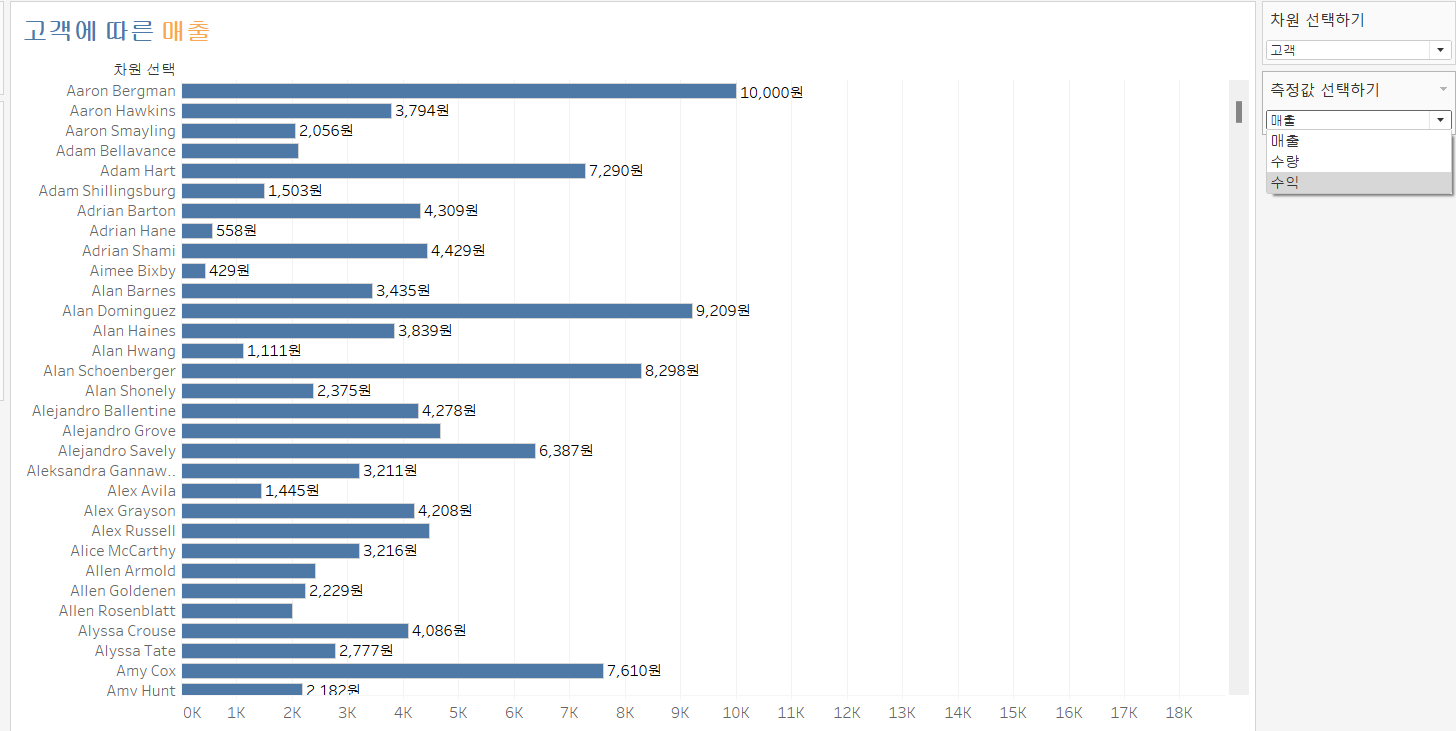 고객에 따른 매출
차원 선택
Aaron Bergman 10,000원
Aaron Hawkins 3,794원
Aaron Smayling 2,056원
Adam Bellavance
Adam Hart 7,290원
Adam Shillingsburg 1,503원
Adrian Barton 4,309원
Adrian Hane 558원
Adrian Shami 4,429원
Aimee Bixby 429원
Alan Barnes 3,435원
Alan Dominguez 9,209원
Alan Haines 3,839원
Alan Hwang 1,111원
Alan Schoenberger 8,298원
Alan Shonely 2,375원
Alejandro Ballentine 4,278원
Alejandro Grove
Alejandro Savely 6,387원
Aleksandra Gannaw.. 3,211원
Alex Avila 1,445원
Alex Grayson 4,208원
Alex Russell
Alice McCarthy 3,216원
Allen Armold
Allen Goldenen 2,229원
Allen Rosenblatt
Alyssa Crouse 4,086원
Alyssa Tate 2,777원
Amy Cox 7,610원
Amy Hunt 2,182원
0K 1K 2K 3K 4K 5K 6K 7K 8K 9K 10K 11K 12K 13K 14K 15K 16K 17K 18K
차원 선택하기
고객
측정값 선택하기
매출
매출
수량
수익